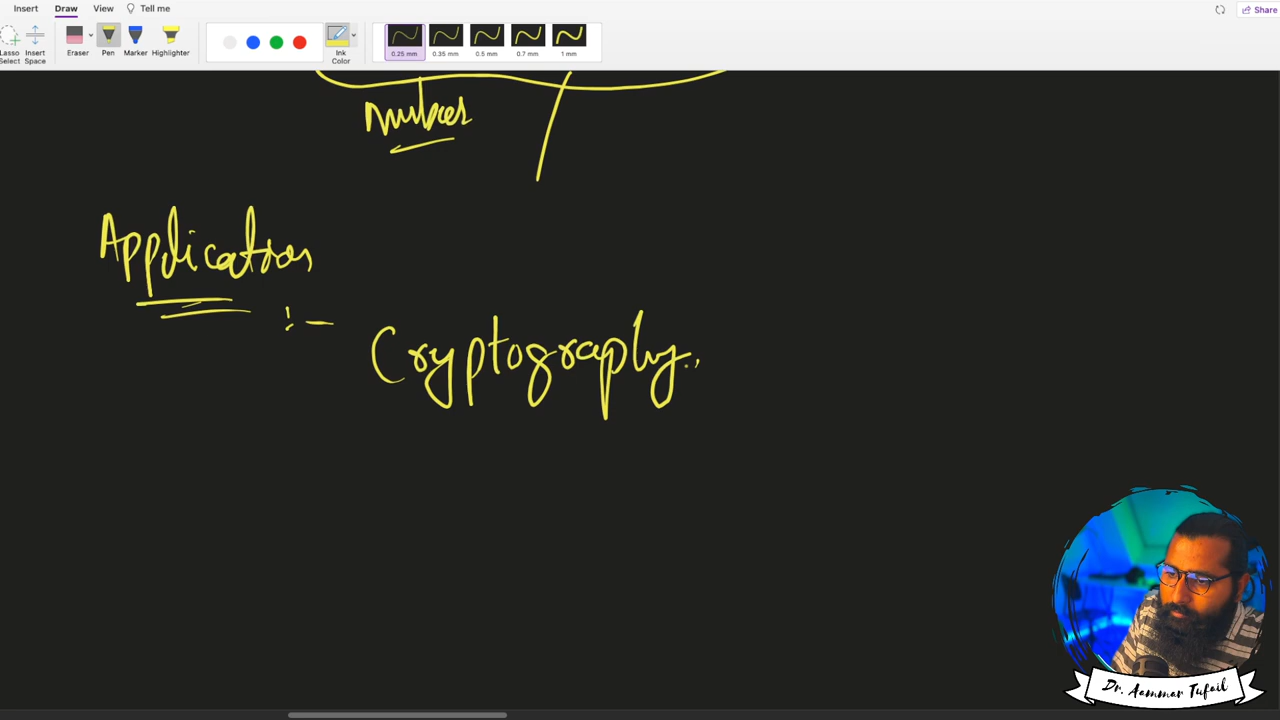 Insert Draw View Tell me Share
Eraser Pen Marker Highlighter
Lasso Select
Insert Space
Ink Color
0.25 mm 0.35 mm 0.5 mm 0.7 mm 1 mm
Application
:- Cryptography,
Dr. Aammar Tufail